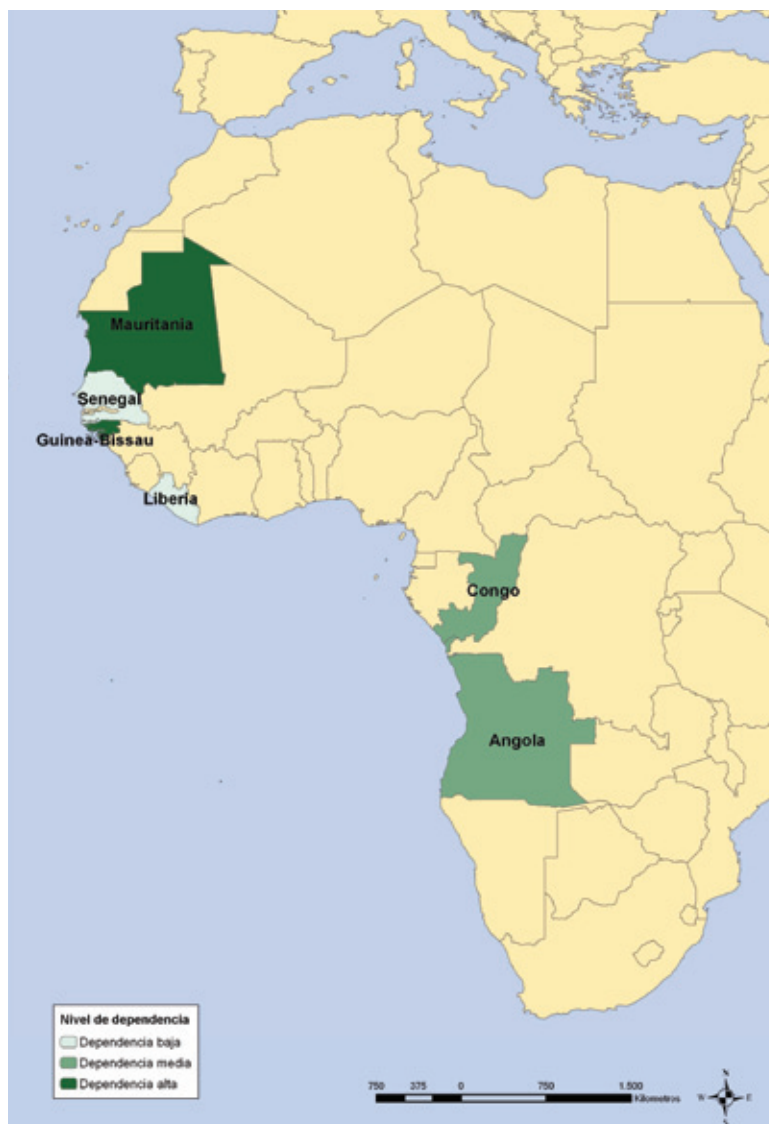 Mauritania
Senegal
Guinea-Bissau
Liberia
Congo
Angola
Nivel de dependencia
Dependencia baja
Dependencia media
Dependencia alta
750 375 0 750 1.500
Kilometros
N
W E
S